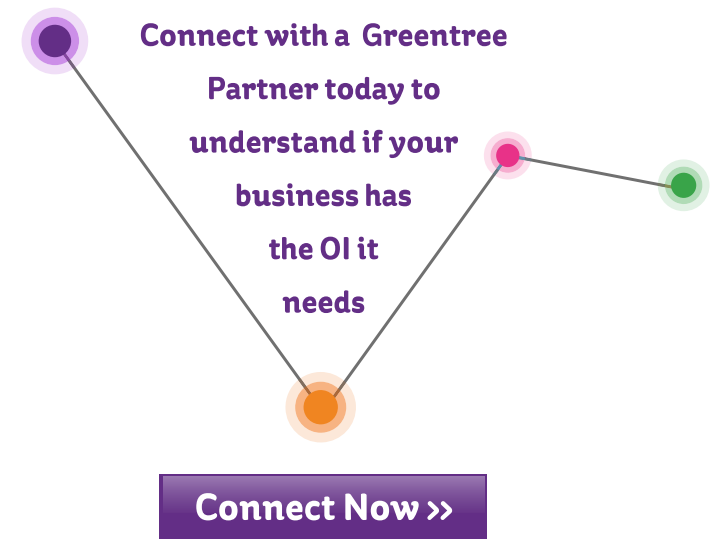 Connect with a Greentree
Partner today to
understand if your
business has
the OI it
needs
Connect Now >>